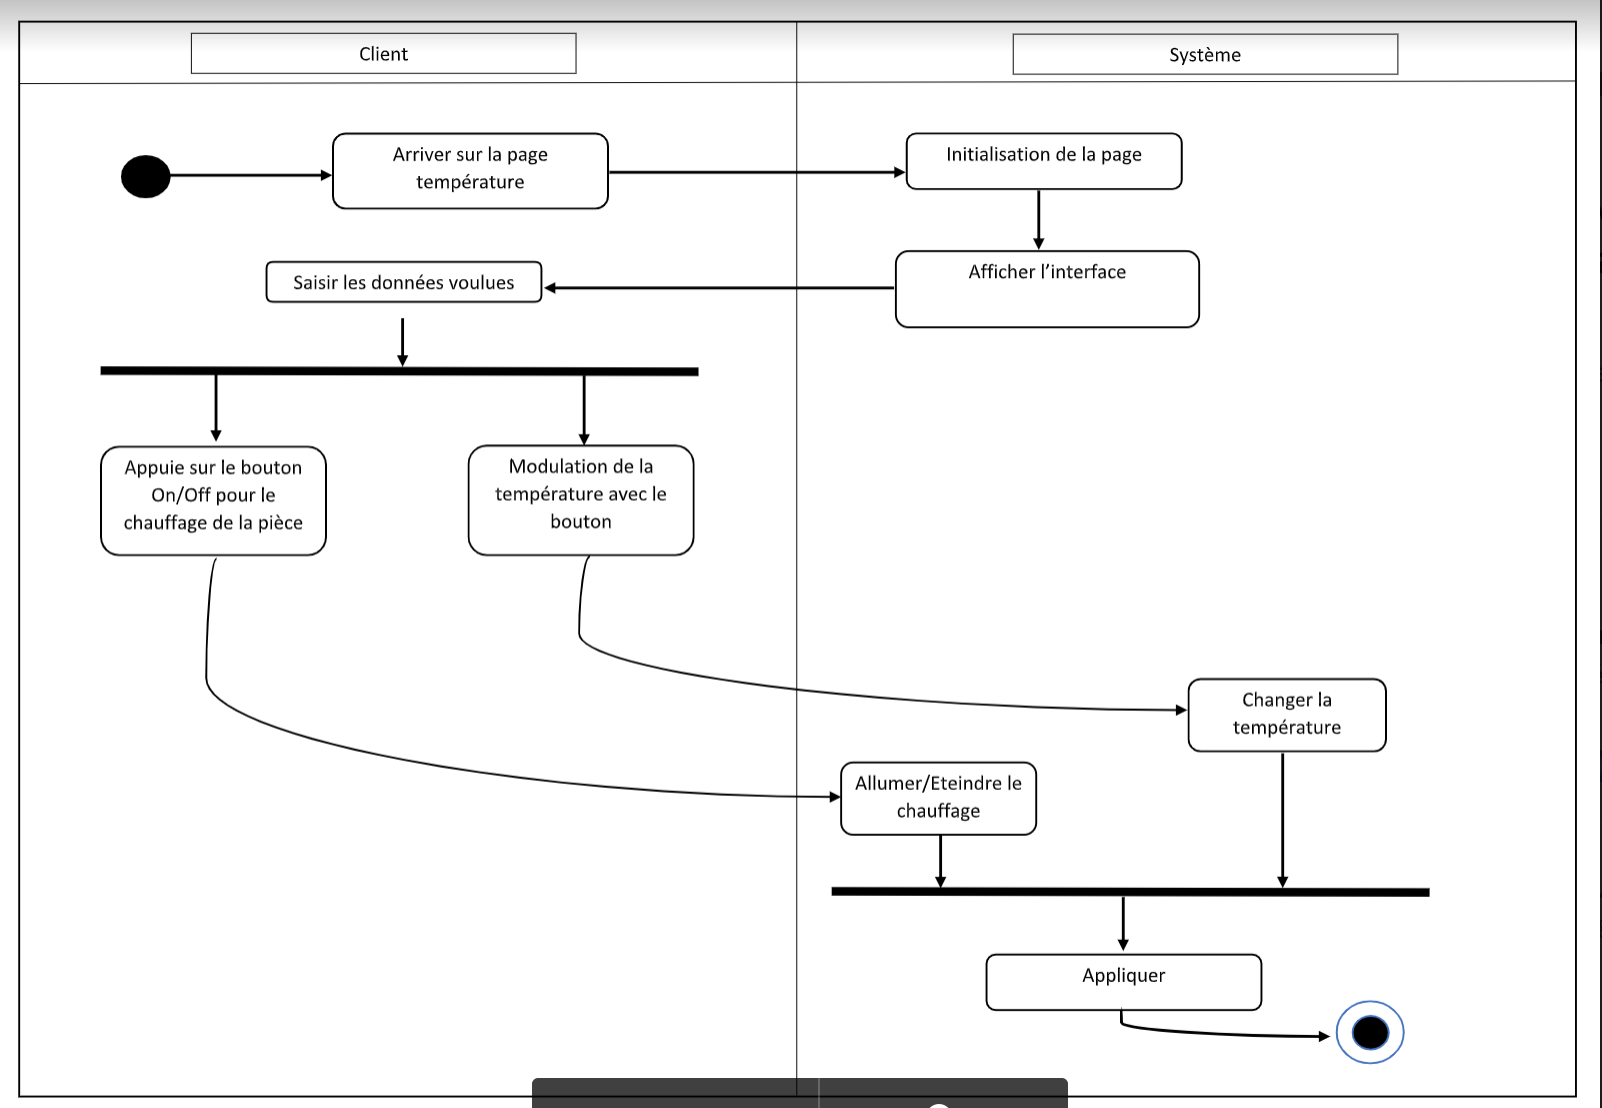 Client
Système
Arriver sur la page
température
Initialisation de la page
Afficher l’interface
Saisir les données voulues
Appuie sur le bouton
On/Off pour le
chauffage de la pièce
Modulation de la
température avec le
bouton
Changer la
température
Allumer/Eteindre le
chauffage
Appliquer